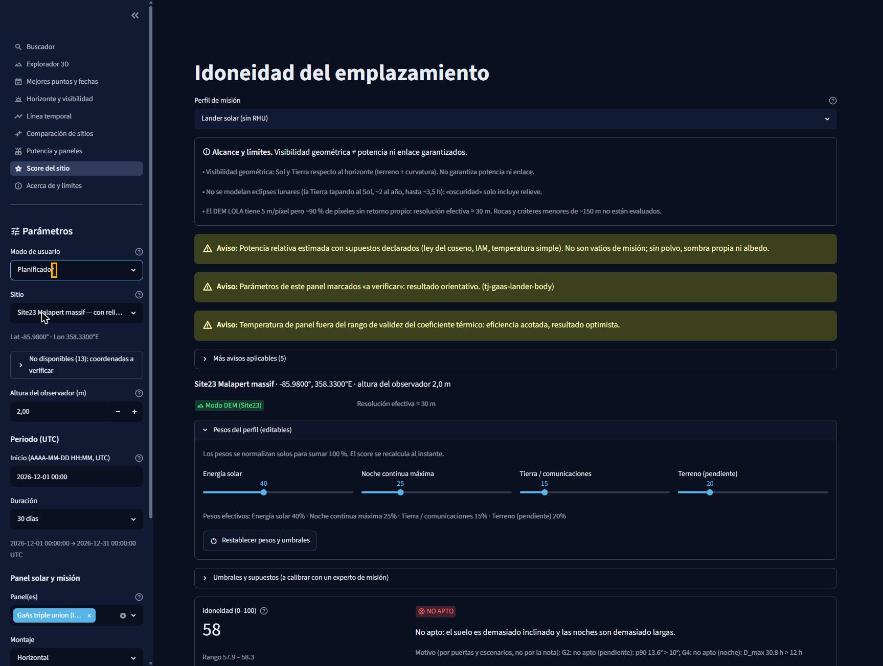 Buscador
Explorador 3D
Mejores puntos y fechas
Horizonte y visibilidad
Línea temporal
Comparación de sitios
Potencia y paneles
Score del sitio
Acerca de y límites
Parámetros
Modo de usuario
Planificador
Sitio
Site23 Malapert massif — con reli...
Lat -85.9800° · Lon 358.3300°E
No disponibles (13): coordenadas a
verificar
Altura del observador (m)
2,00
Periodo (UTC)
Inicio (AAAA-MM-DD HH:MM, UTC)
2026-12-01 00:00
Duración
30 días
2026-12-01 00:00:00 → 2026-12-31 00:00:00
UTC
Panel solar y misión
Panel(es)
GaAs triple union (l...
Montaje
Horizontal
Idoneidad del emplazamiento
Perfil de misión
Lander solar (sin RHU)
Alcance y límites. Visibilidad geométrica ≠ potencia ni enlace garantizados.
• Visibilidad geométrica: Sol y Tierra respecto al horizonte (terreno + curvatura). No garantiza potencia ni enlace.
• No se modelan eclipses lunares (la Tierra tapando al Sol, ~2 al año, hasta ~3,5 h): «oscuridad» solo incluye relieve.
• El DEM LOLA tiene 5 m/píxel pero ~90 % de píxeles sin retorno propio: resolución efectiva ≈ 30 m. Rocas y cráteres menores de ~150 m no están evaluados.
Aviso: Potencia relativa estimada con supuestos declarados (ley del coseno, IAM, temperatura simple). No son vatios de misión; sin polvo, sombra propia ni albedo.
Aviso: Parámetros de este panel marcados «a verificar»: resultado orientativo. (tj-gaas-lander-body)
Aviso: Temperatura de panel fuera del rango de validez del coeficiente térmico: eficiencia acotada, resultado optimista.
Más avisos aplicables (5)
Site23 Malapert massif · -85.9800°, 358.3300°E · altura del observador 2,0 m
Modo DEM (Site23)
Resolución efectiva ≈ 30 m
Pesos del perfil (editables)
Los pesos se normalizan solos para sumar 100 %. El score se recalcula al instante.
Energía solar
Noche continua máxima
Tierra / comunicaciones
Terreno (pendiente)
40
25
15
20
Pesos efectivos: Energía solar 40% · Noche continua máxima 25% · Tierra / comunicaciones 15% · Terreno (pendiente) 20%
Restablecer pesos y umbrales
Umbrales y supuestos (a calibrar con un experto de misión)
Idoneidad (0-100)
58
Rango 57.9 – 58.3
NO APTO
No apto: el suelo es demasiado inclinado y las noches son demasiado largas.
Motivo (por puertas y escenarios, no por la nota): G2: no apto (pendiente): p90 13.6° > 10°; G4: no apto (noche): D_max 30.8 h > 12 h